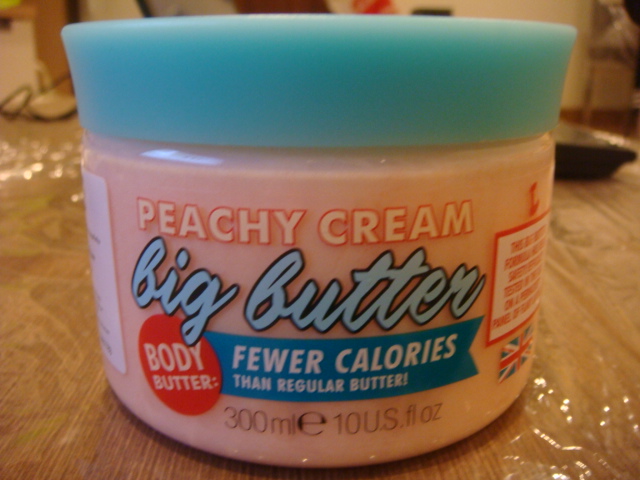 PEACHY CREAM
big butter
BODY
BUTTER:
FEWER CALORIES
THAN REGULAR BUTTER!
300ml e 10U.S.fl oz